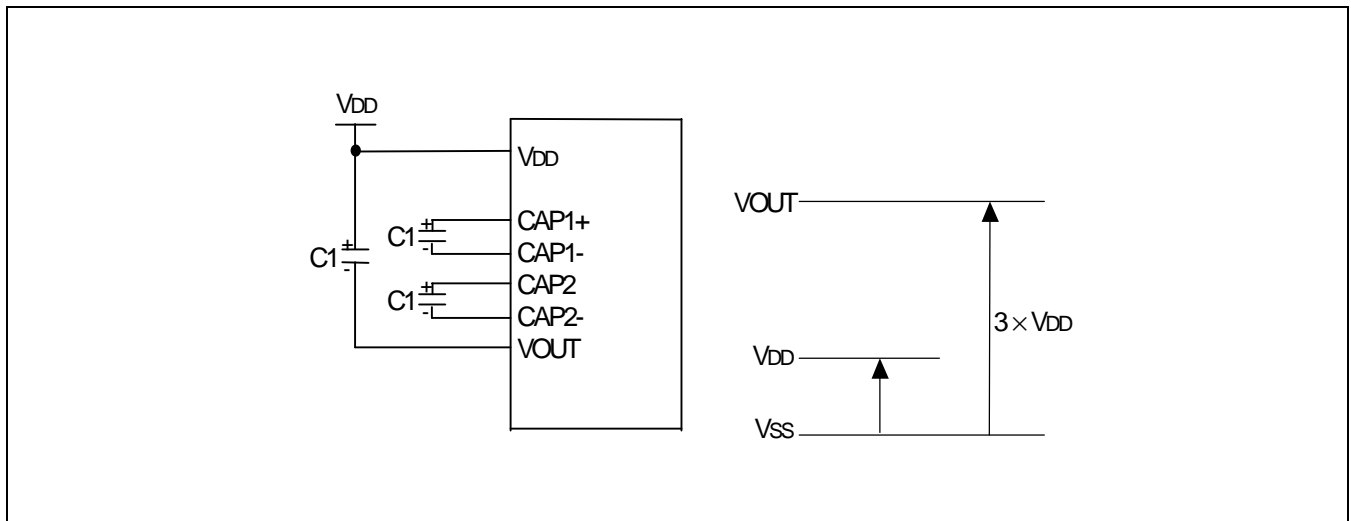 VDD
VDD
CAP1+
C1
+
-
CAP1-
C1
+
-
CAP2
C1
+
-
CAP2-
VOUT
VOUT
3 × VDD
VDD
VSS